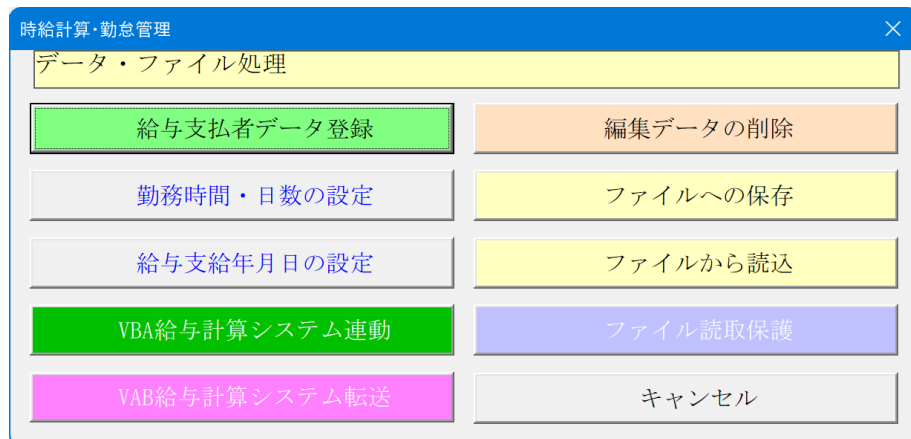 時給計算･勤怠管理
データ・ファイル処理
給与支払者データ登録
編集データの削除
勤務時間・日数の設定
ファイルへの保存
給与支給年月日の設定
ファイルから読込
VBA給与計算システム連動
ファイル読取保護
VAB給与計算システム転送
キャンセル